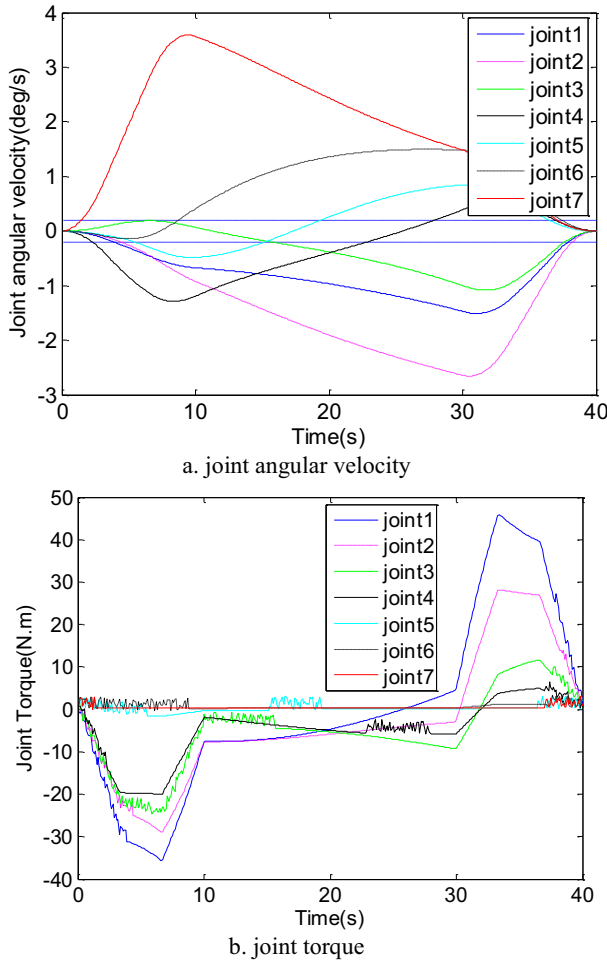 4
3
2
1
0
-1
-2
-3
Joint angular velocity(deg/s)
joint1
joint2
joint3
joint4
joint5
joint6
joint7
0 10 20 30 40
Time(s)
a. joint angular velocity
50
40
30
20
10
0
-10
-20
-30
-40
Joint Torque(N.m)
joint1
joint2
joint3
joint4
joint5
joint6
joint7
0 10 20 30 40
Time(s)
b. joint torque